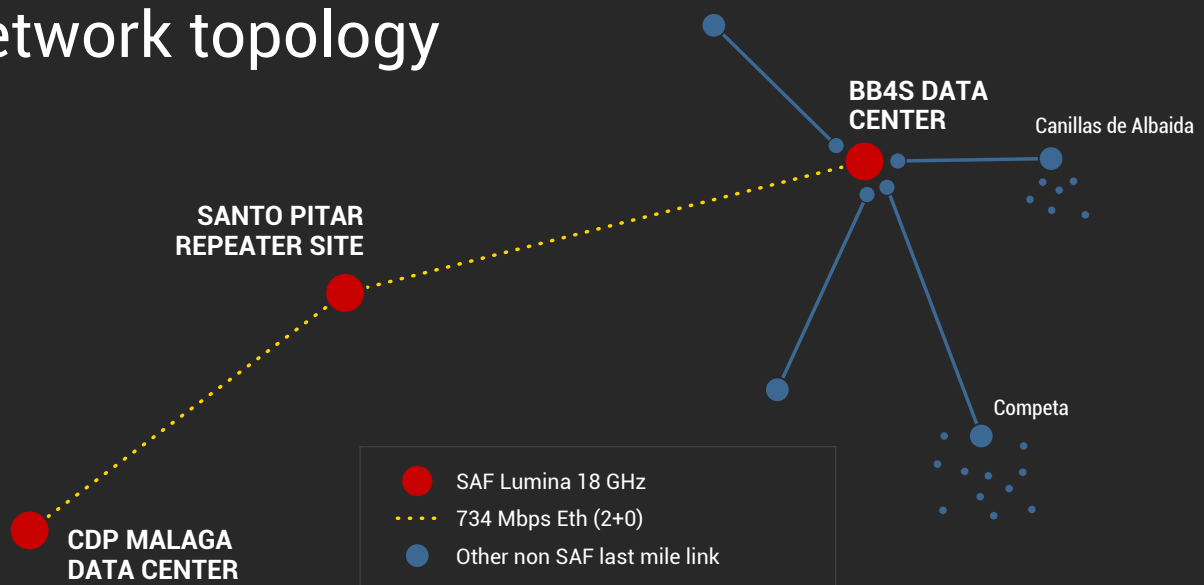 etwork topology
BB4S DATA
CENTER
Canillas de Albaida
SANTO PITAR
REPEATER SITE
Competa
CDP MALAGA
DATA CENTER
SAF Lumina 18 GHz
734 Mbps Eth (2+0)
Other non SAF last mile link